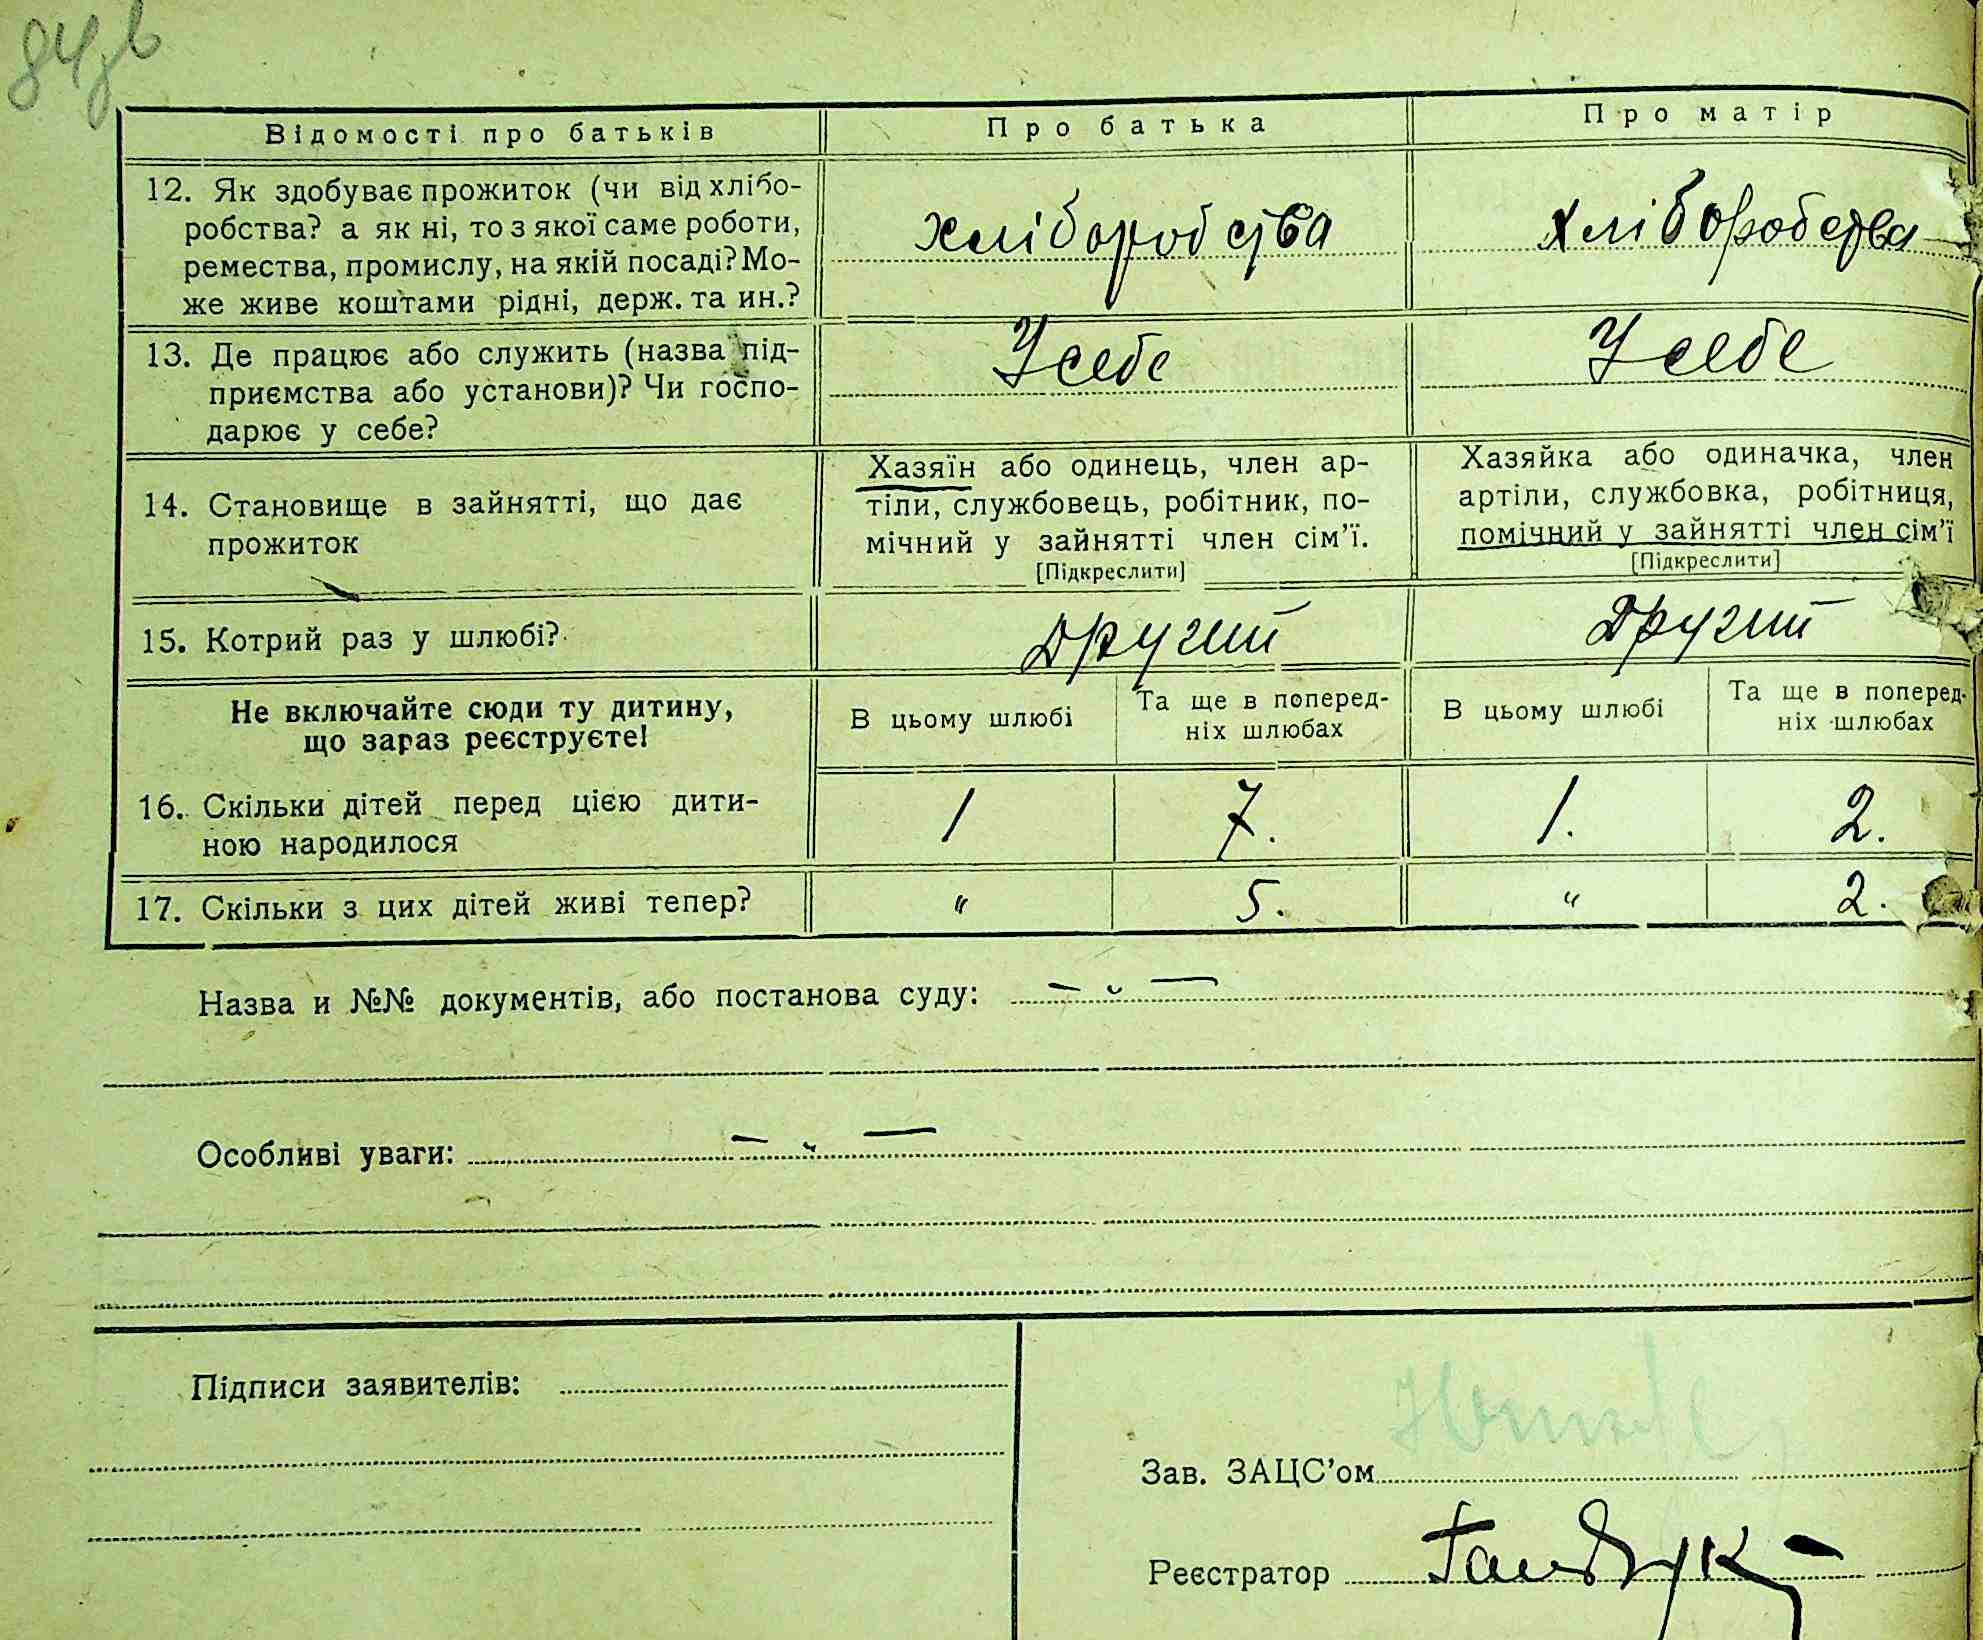 Відомості про батьків
Про батька
Про матір
12. Як здобуває прожиток (чи від хлібо-
робства? а як ні, то з якої саме роботи,
ремества, промислу, на якій посаді? Мо-
же живе коштами рідні, держ. та ин.?
хліборобства
хліборобства
13. Де працює або служить (назва під-
приємства або установи)? Чи госпо-
дарює у себе?
У себе
У себе
14. Становище в зайнятті, що дає
прожиток
Хазяїн або одинець, член ар-
тіли, службовець, робітник, по-
мічний у зайнятті член сім'ї.
[Підкреслити]
Хазяйка або одиначка, член
артіли, службовка, робітниця,
помічний у зайнятті член сім'ї
[Підкреслити]
15. Котрий раз у шлюбі?
Другий
Другий
Не включайте сюди ту дитину,
що зараз реєструєте!
В цьому шлюбі
Та ще в поперед-
ніх шлюбах
В цьому шлюбі
Та ще в поперед-
ніх шлюбах
16. Скільки дітей перед цією дити-
ною народилося
1
7.
1.
2.
17. Скільки з цих дітей живі тепер?
"
5.
"
2.
Назва и №№ документів, або постанова суду: — " —
Особливі уваги: — " —
Підписи заявителів:
Зав. ЗАЦС'ом
Реєстратор